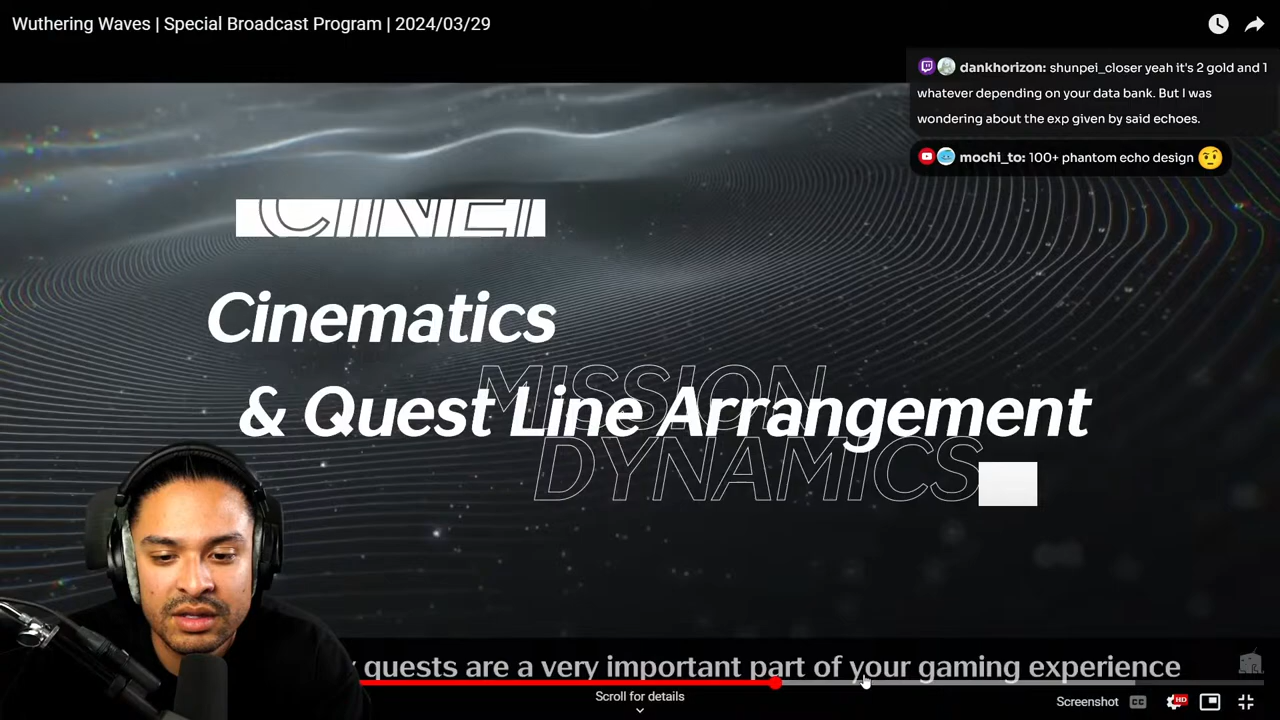 Wuthering Waves | Special Broadcast Program | 2024/03/29
dankhorizon: shunpei_closer yeah it's 2 gold and 1
whatever depending on your data bank. But I was
wondering about the exp given by said echoes.
mochi_to: 100+ phantom echo design 🤨
Cinematics
& Quest Line Arrangement
MISSION
DYNAMICS
quests are a very important part of your gaming experience
Scroll for details
Screenshot
CC
HD